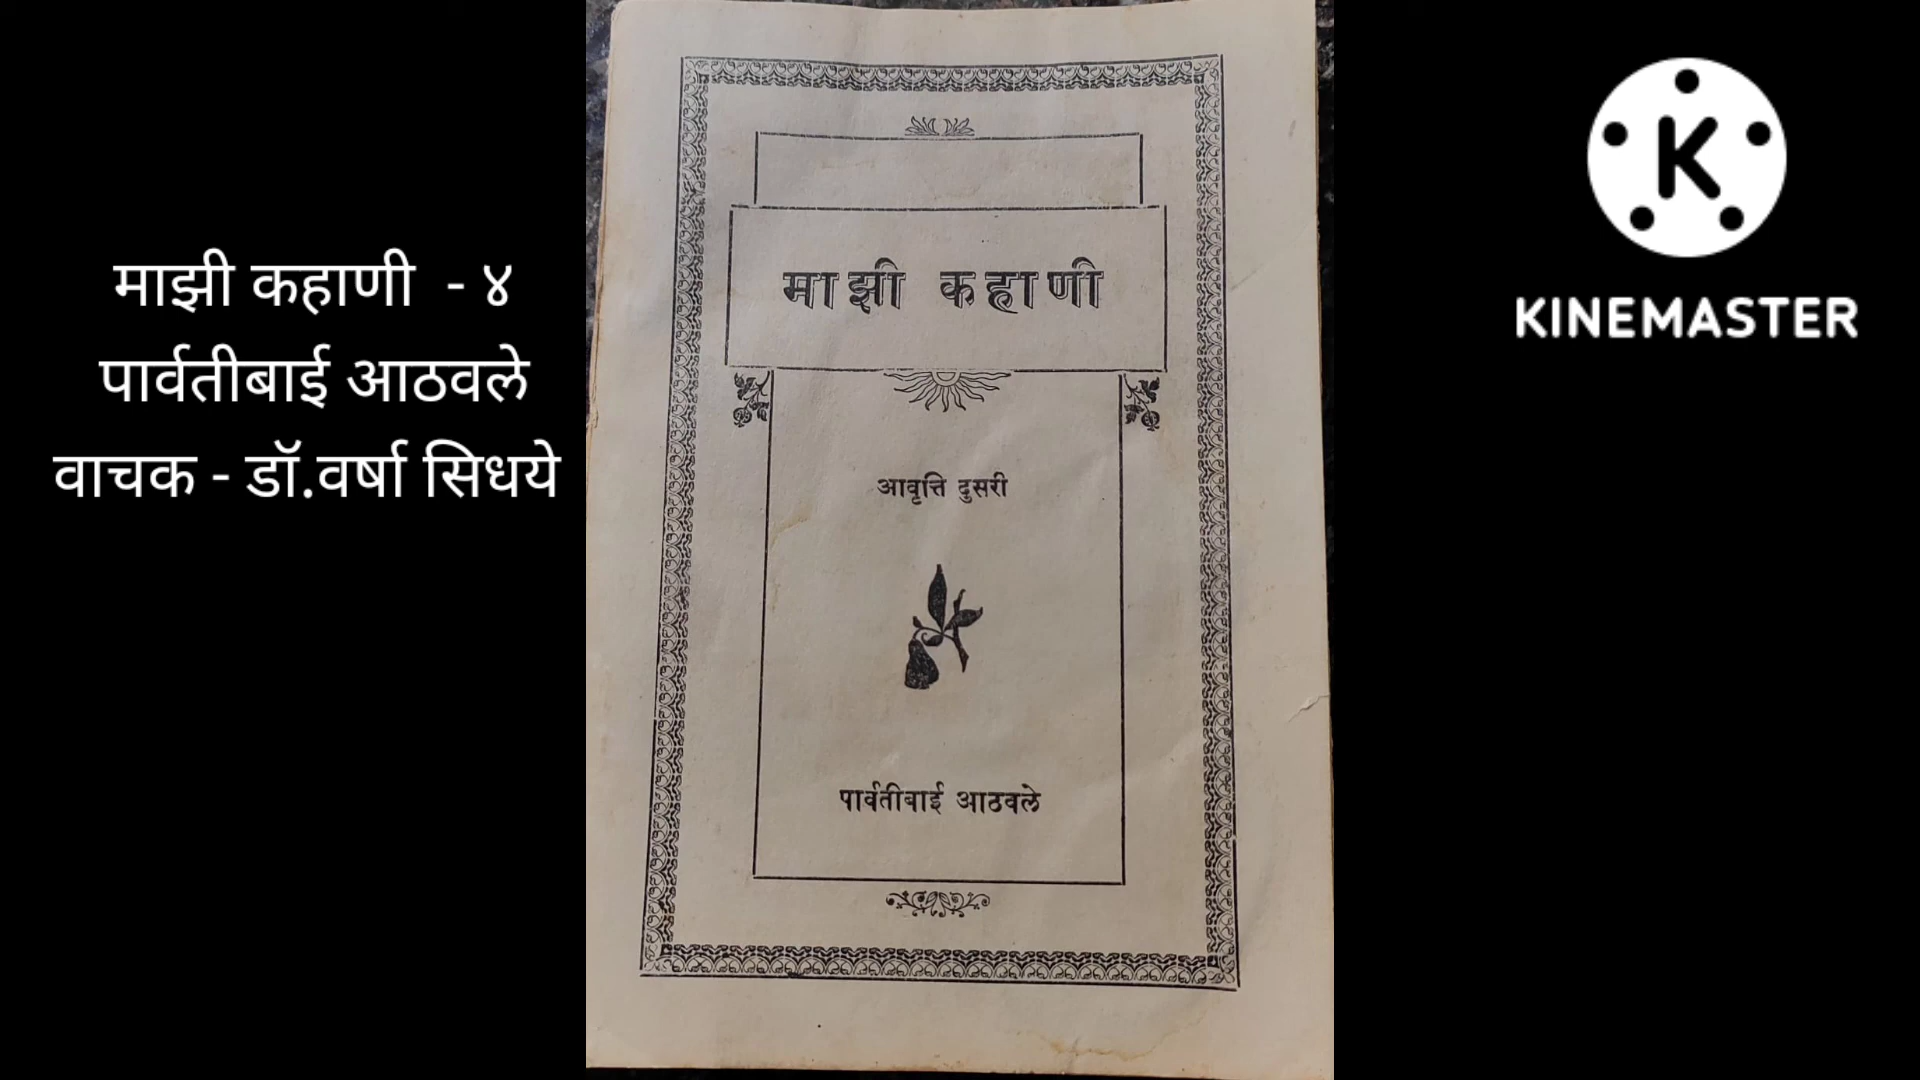 माझी कहाणी - ४
पार्वतीबाई आठवले
वाचक - डॉ.वर्षा सिधये
माझी कहाणी
आवृत्ति दुसरी
पार्वतीबाई आठवले
K
KINEMASTER